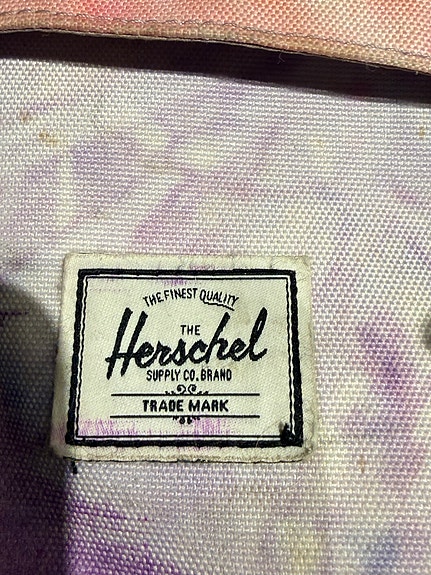 THE FINEST QUALITY
THE
Herschel
SUPPLY CO. BRAND
TRADE MARK